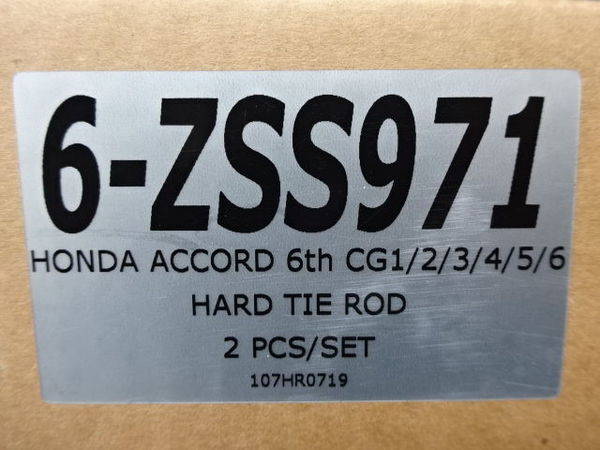 6-ZSS971
HONDA ACCORD 6th CG1/2/3/4/5/6
HARD TIE ROD
2 PCS/SET
107HR0719